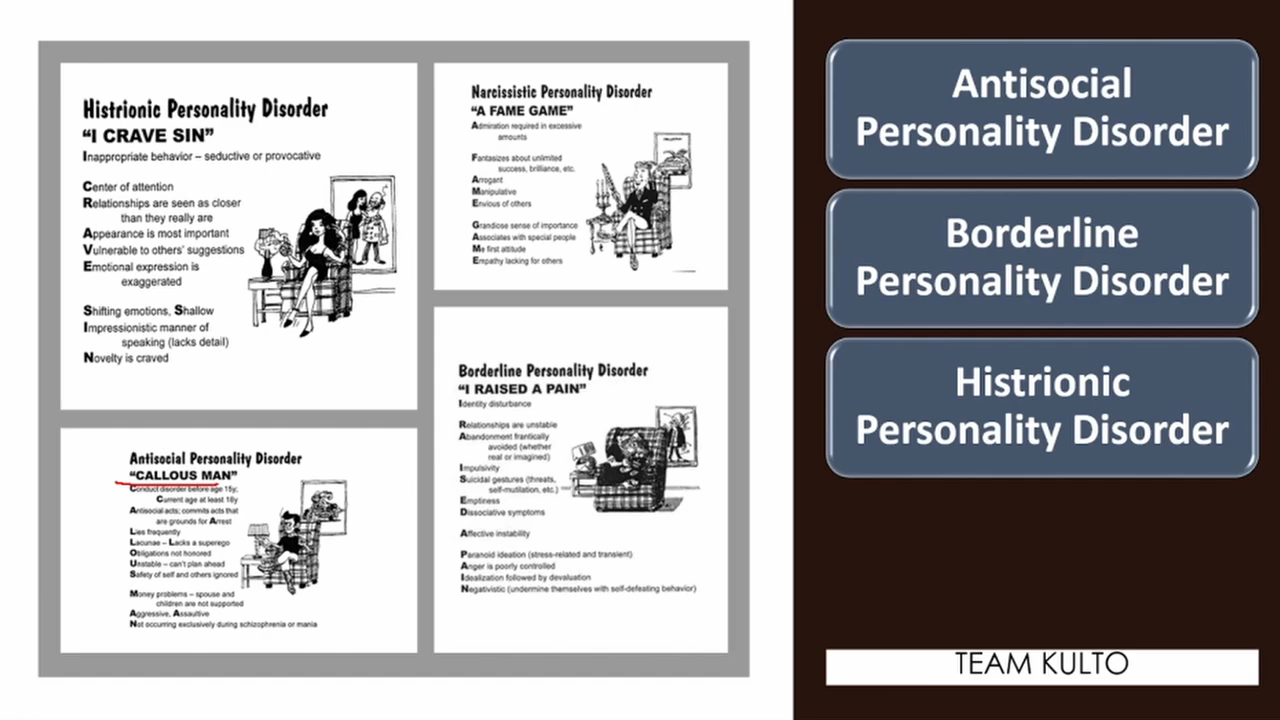 Histrionic Personality Disorder
“I CRAVE SIN”
Inappropriate behavior – seductive or provocative
Center of attention
Relationships are seen as closer
than they really are
Appearance is most important
Vulnerable to others’ suggestions
Emotional expression is
exaggerated
Shifting emotions, Shallow
Impressionistic manner of
speaking (lacks detail)
Novelty is craved
Antisocial Personality Disorder
“CALLOUS MAN”
Conduct disorder before age 15y;
Current age at least 18y
Antisocial acts; commits acts that
are grounds for Arrest
Lies frequently
Lacunae – Lacks a superego
Obligations not honored
Unstable – can’t plan ahead
Safety of self and others ignored
Money problems – spouse and
children are not supported
Aggressive, Assaultive
Not occurring exclusively during schizophrenia or mania
Narcissistic Personality Disorder
“A FAME GAME”
Admiration required in excessive
amounts
Fantasizes about unlimited
success, brilliance, etc.
Arrogant
Manipulative
Envious of others
Grandiose sense of importance
Associates with special people
Me first attitude
Empathy lacking for others
Borderline Personality Disorder
“I RAISED A PAIN”
Identity disturbance
Relationships are unstable
Abandonment frantically
avoided (whether
real or imagined)
Impulsivity
Suicidal gestures (threats,
self-mutilation, etc.)
Emptiness
Dissociative symptoms
Affective instability
Paranoid ideation (stress-related and transient)
Anger is poorly controlled
Idealization followed by devaluation
Negativistic (undermine themselves with self-defeating behavior)
Antisocial
Personality Disorder
Borderline
Personality Disorder
Histrionic
Personality Disorder
TEAM KULTO